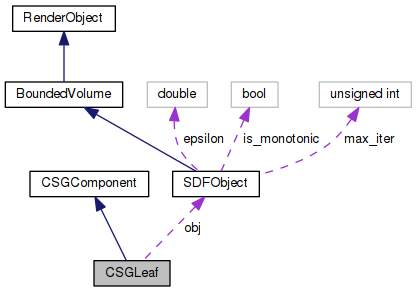 RenderObject
BoundedVolume
double
bool
unsigned int
epsilon
is_monotonic
max_iter
CSGComponent
SDFObject
obj
CSGLeaf